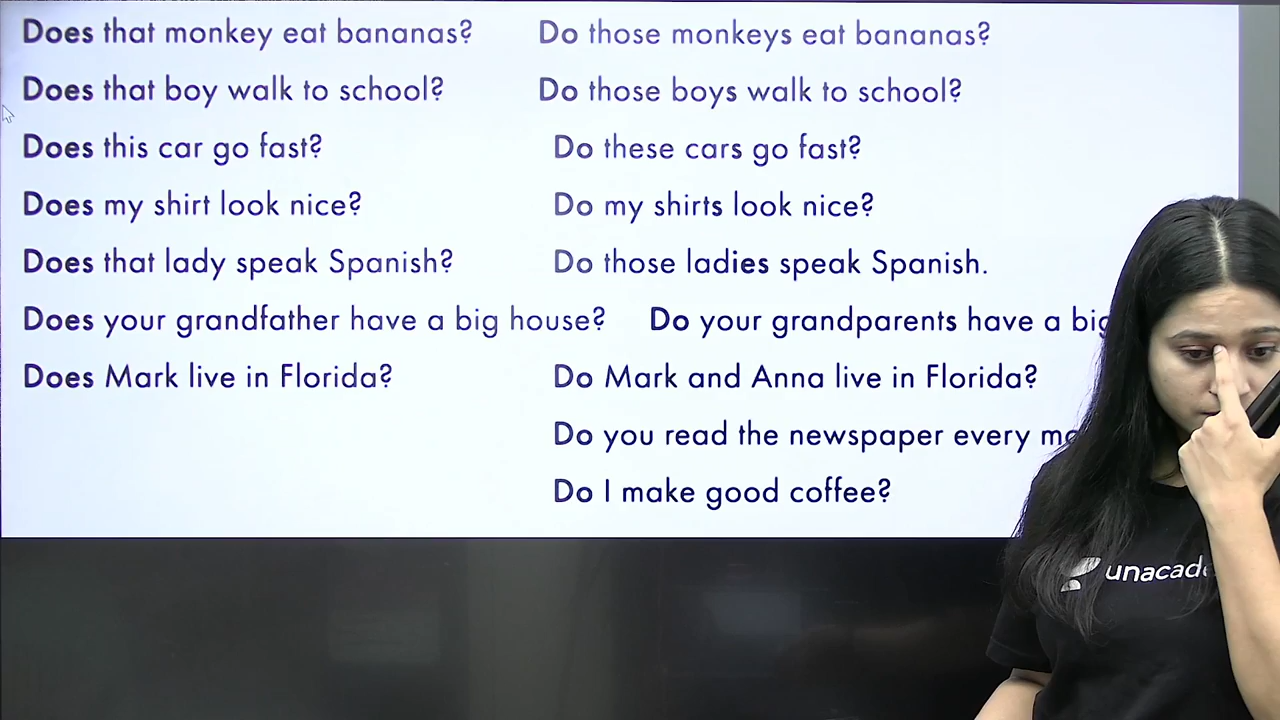 Does that monkey eat bananas? Do those monkeys eat bananas?
Does that boy walk to school? Do those boys walk to school?
Does this car go fast? Do these cars go fast?
Does my shirt look nice? Do my shirts look nice?
Does that lady speak Spanish? Do those ladies speak Spanish.
Does your grandfather have a big house? Do your grandparents have a big
Does Mark live in Florida? Do Mark and Anna live in Florida?
Do you read the newspaper every
Do I make good coffee?